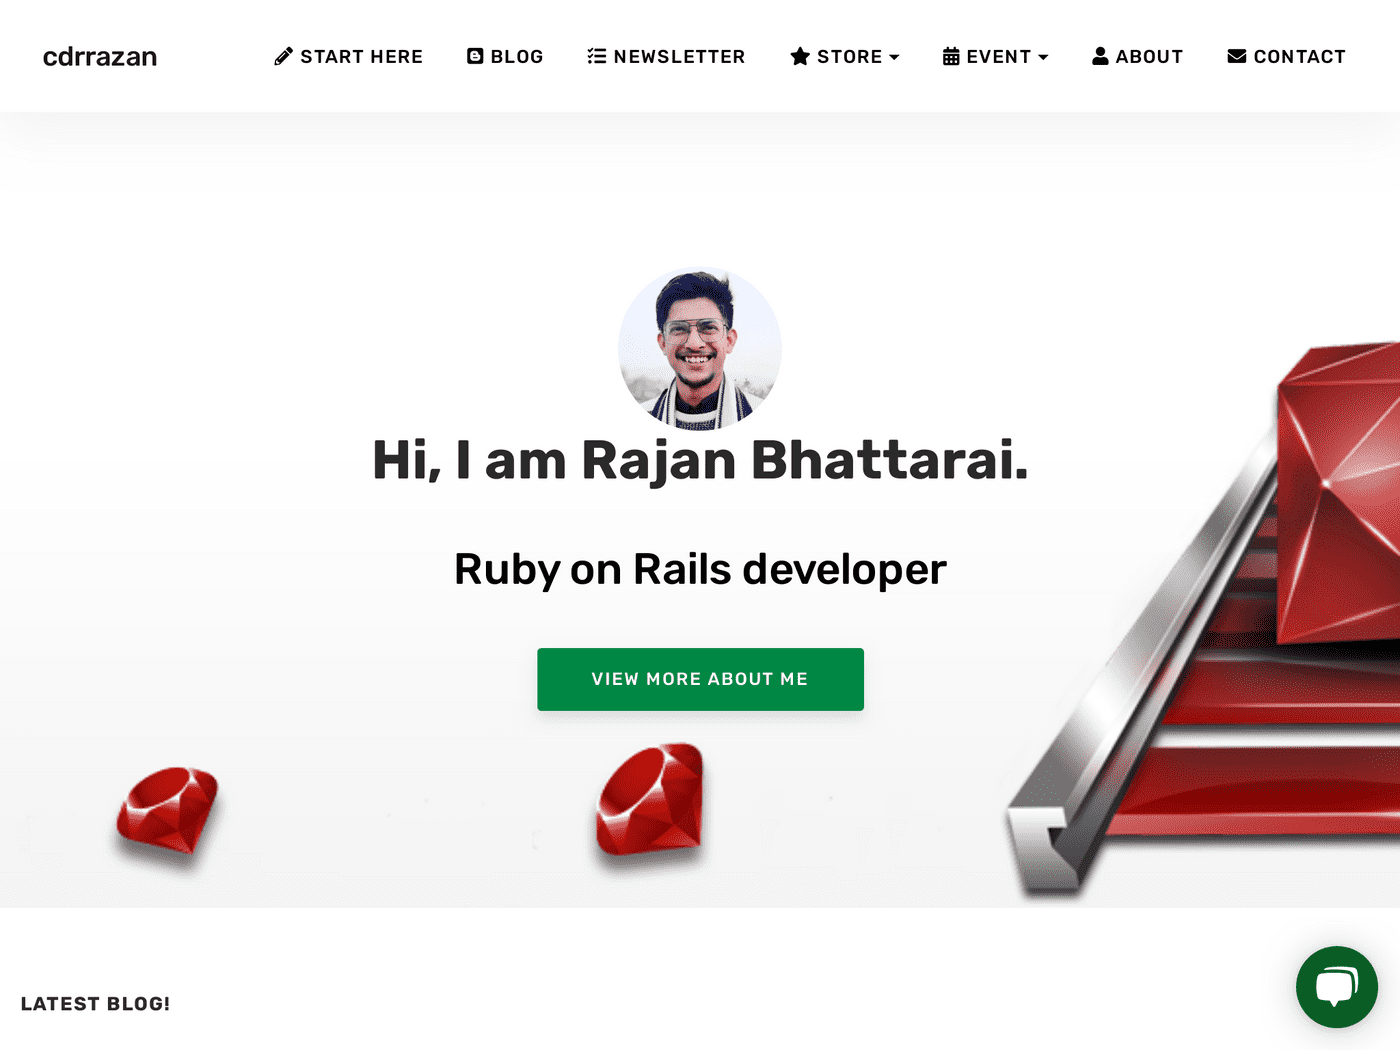 cdrrazan
START HERE
BLOG
NEWSLETTER
STORE
EVENT
ABOUT
CONTACT
Hi, I am Rajan Bhattarai.
Ruby on Rails developer
VIEW MORE ABOUT ME
LATEST BLOG!